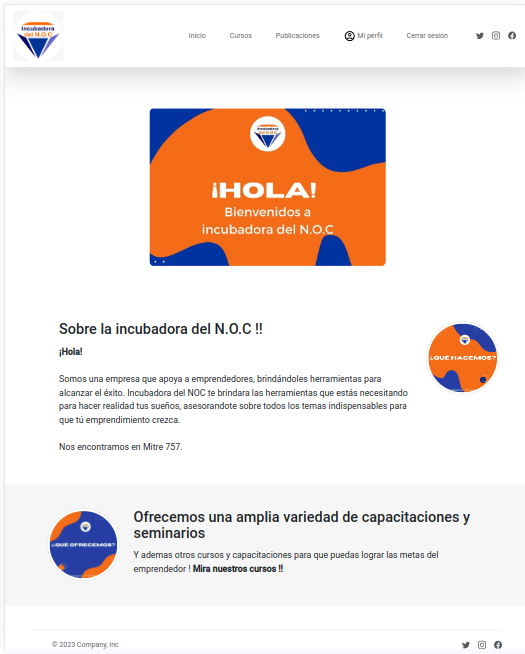 Incubadora
del N.O.C
Inicio
Cursos
Publicaciones
Mi perfil
Cerrar sesión
Incubadora
del N.O.C
¡HOLA!
Bienvenidos a
incubadora del N.O.C
Sobre la incubadora del N.O.C !!
¡Hola!
Somos una empresa que apoya a emprendedores, brindándoles herramientas para
alcanzar el éxito. Incubadora del NOC te brindara las herramientas que estás necesitando
para hacer realidad tus sueños, asesorandote sobre todos los temas indispensables para
que tú emprendimiento crezca.
Nos encontramos en Mitre 757.
¿QUÉ HACEMOS?
¿QUÉ OFRECEMOS?
Ofrecemos una amplia variedad de capacitaciones y
seminarios
Y ademas otros cursos y capacitaciones para que puedas lograr las metas del
emprendedor ! Mira nuestros cursos !!
© 2023 Company, Inc